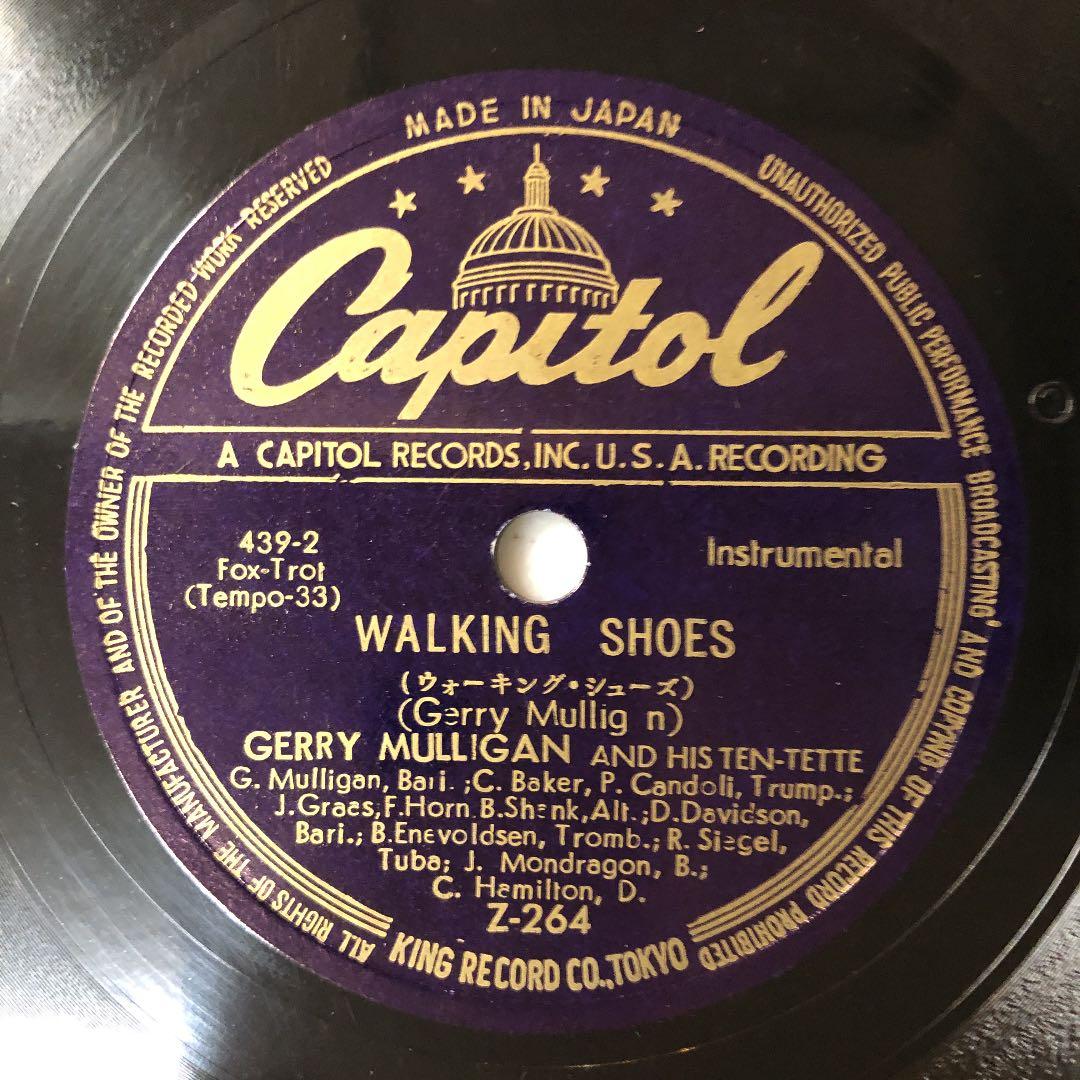 MADE IN JAPAN
Capitol
A CAPITOL RECORDS, INC. U. S. A. RECORDING
439-2
Fox-Trot
(Tempo-33)
Instrumental
WALKING SHOES
(ウォーキング・シューズ)
(Gerry Mullig n)
GERRY MULLIGAN AND HIS TEN-TETTE
G. Mulligan, Bari. ;C. Baker, P. Candoli, Trump.;
J.Graes,F.Horn.B.Shenk,Alt.;D.Davidson,
Bari.; B.Enevoldsen, Tromb.; R. Siegel,
Tuba; J. Mondragon, B.;
C. Hamilton, D.
Z-264
KING RECORD CO., TOKYO
ALL RIGHTS OF THE MANUFACTURER AND OF THE OWNER OF THE RECORDED WORK RESERVED
UNAUTHORIZED PUBLIC PERFORMANCE BROADCASTING' AND COPYING. OF THIS RECORD PROHIBITED